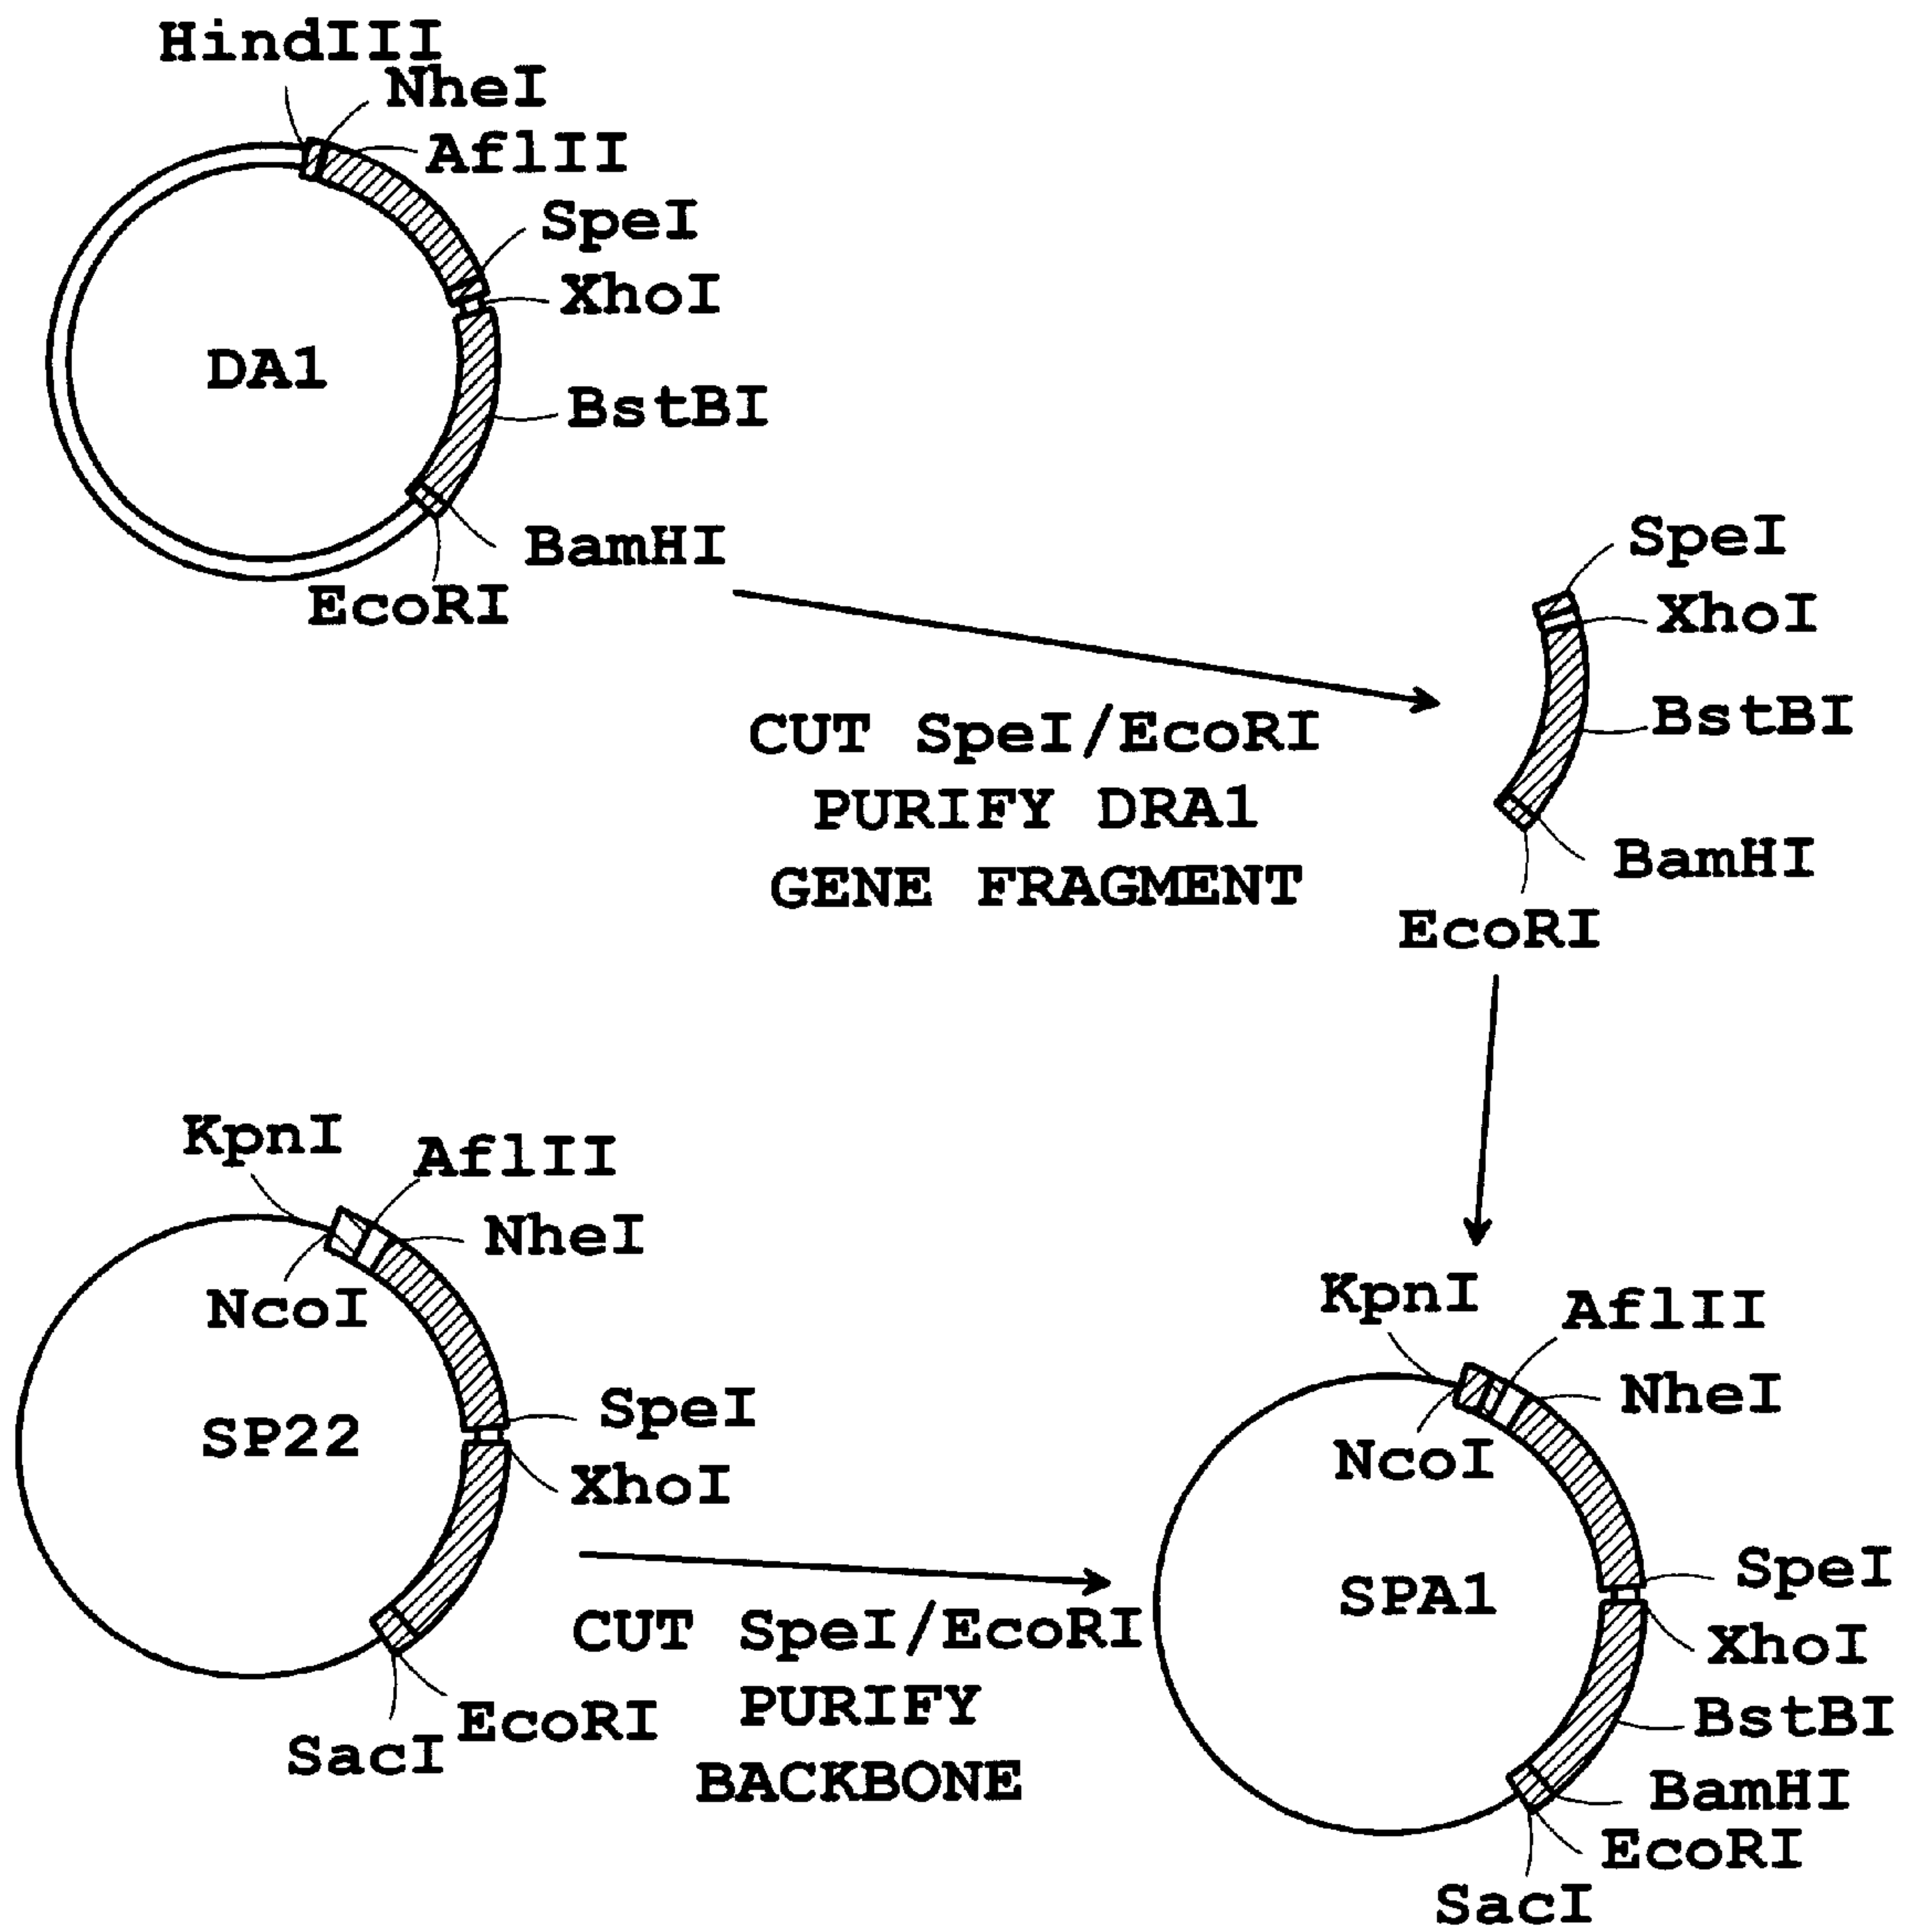 HindIII
NheI
AflII
SpeI
XhoI
DA1
BstBI
BamHI
EcoRI
CUT SpeI/EcoRI
PURIFY DRA1
GENE FRAGMENT
SpeI
XhoI
BstBI
BamHI
EcoRI
KpnI
AflII
NheI
NcoI
SP22
SpeI
XhoI
EcoRI
SacI
CUT SpeI/EcoRI
PURIFY
BACKBONE
KpnI
AflII
NheI
NcoI
SPA1
SpeI
XhoI
BstBI
BamHI
EcoRI
SacI